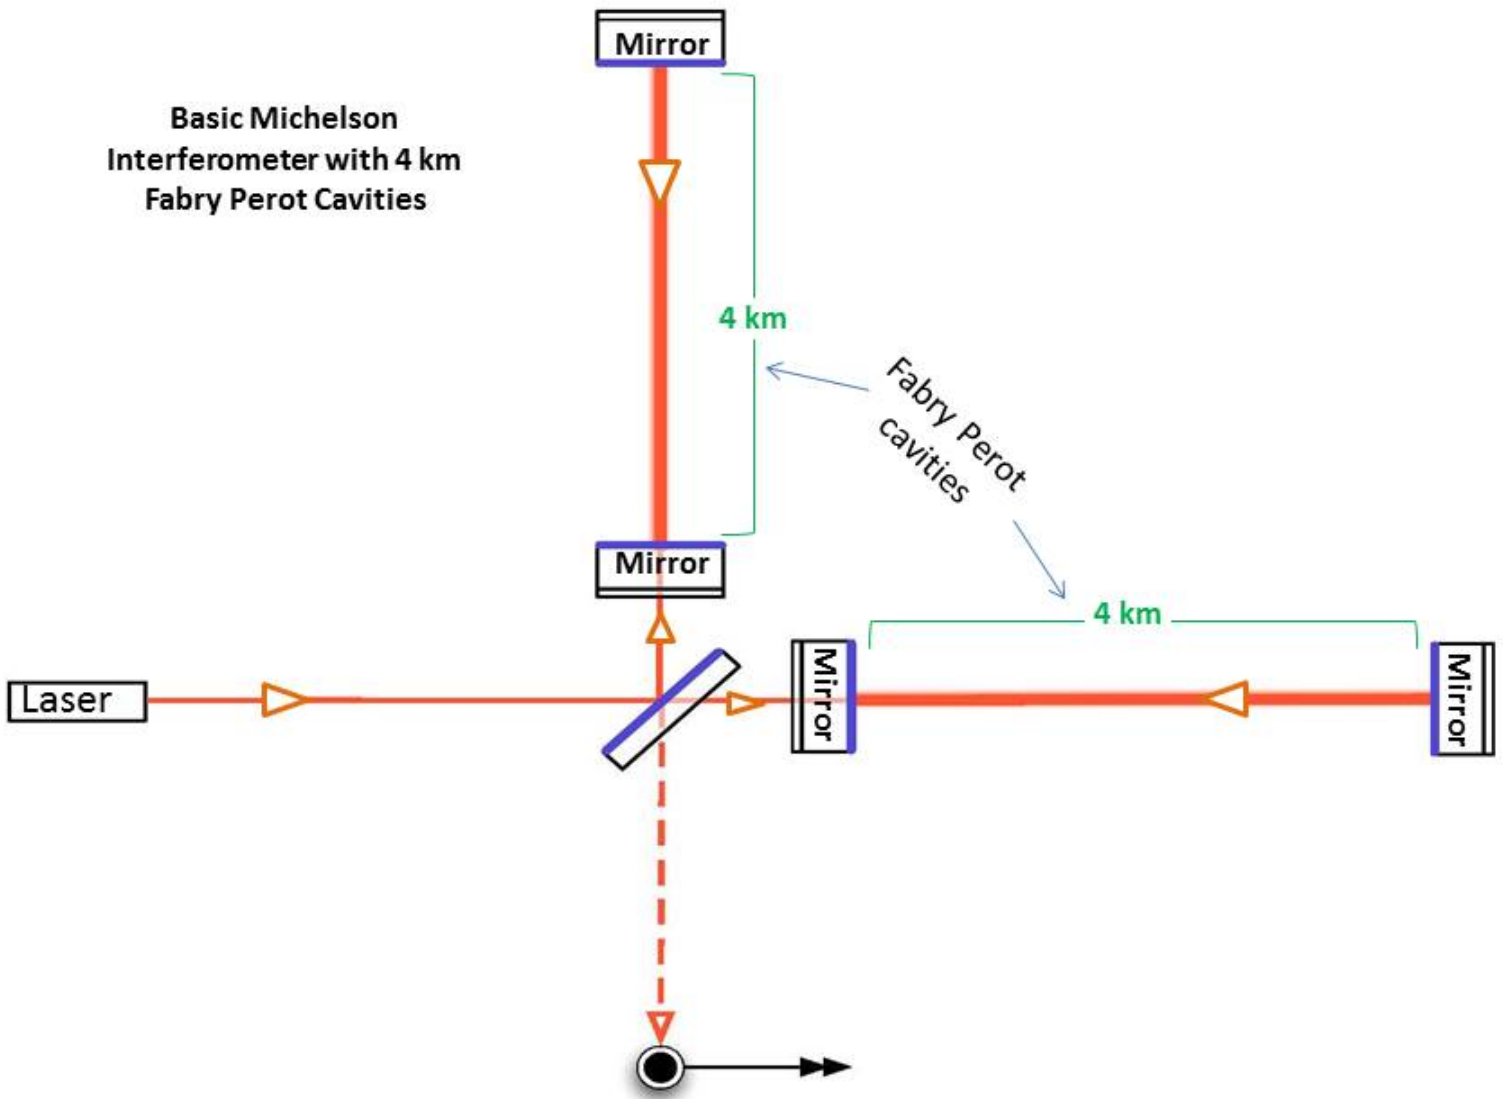 Mirror
Basic Michelson
Interferometer with 4 km
Fabry Perot Cavities
4 km
Fabry Perot
cavities
Mirror
4 km
Laser
Mirror
Mirror